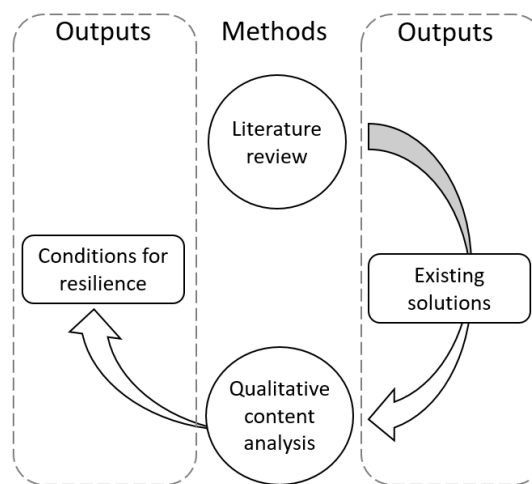 Outputs
Methods
Outputs
Literature
review
Conditions for
resilience
Existing
solutions
Qualitative
content
analysis